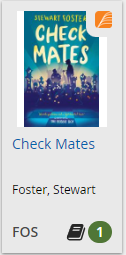 STEWART FOSTER
CHECK
MATES
Check Mates
Foster, Stewart
FOS
1